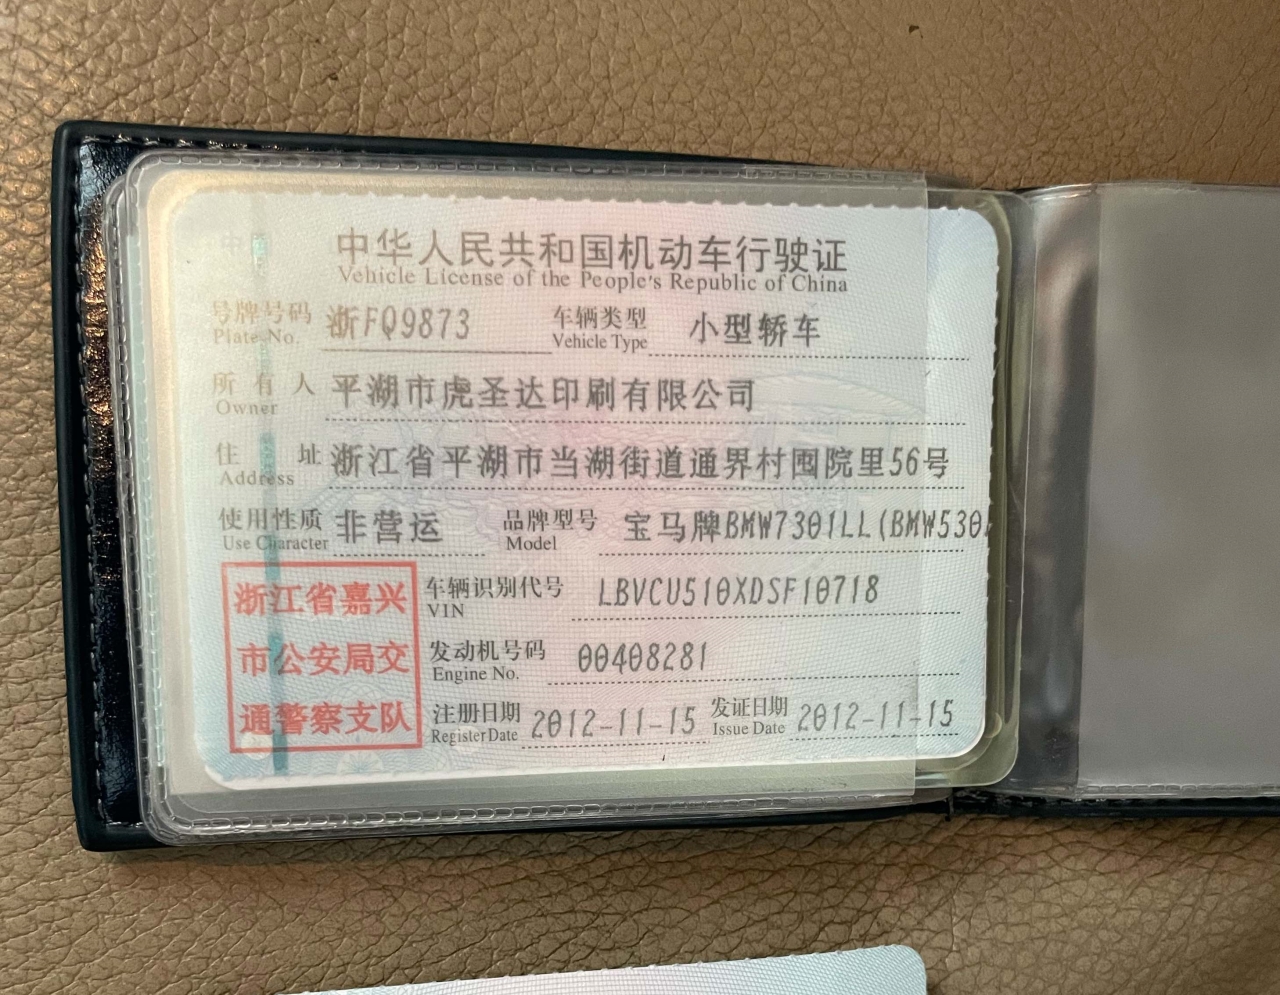 中华人民共和国机动车行驶证
Vehicle License of the People's Republic of China
号牌号码 浙FQ9873 车辆类型 小型轿车
Plate No. Vehicle Type
所有人 平湖市虎圣达印刷有限公司
Owner
住址 浙江省平湖市当湖街道通界村囤院里56号
Address
使用性质 非营运 品牌型号 宝马牌BMW7301LL(BMW530
Use Character Model
浙江省嘉兴
市公安局交
通警察支队
车辆识别代号 LBVCU510XDSF10718
VIN
发动机号码 00408281
Engine No.
注册日期 2012-11-15 发证日期 2012-11-15
Register Date Issue Date